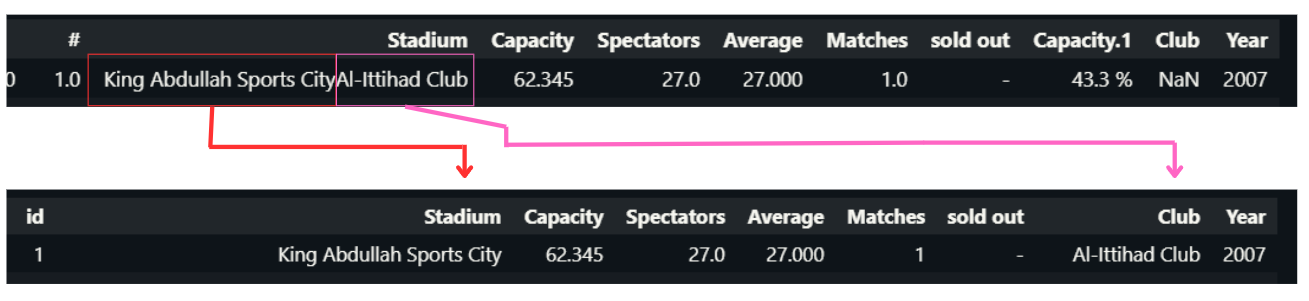 # Stadium Capacity Spectators Average Matches sold out Capacity.1 Club Year
0 1.0 King Abdullah Sports CityAl-Ittihad Club 62.345 27.0 27.000 1.0 - 43.3 % NaN 2007
id Stadium Capacity Spectators Average Matches sold out Club Year
1 King Abdullah Sports City 62.345 27.0 27.000 1 - Al-Ittihad Club 2007